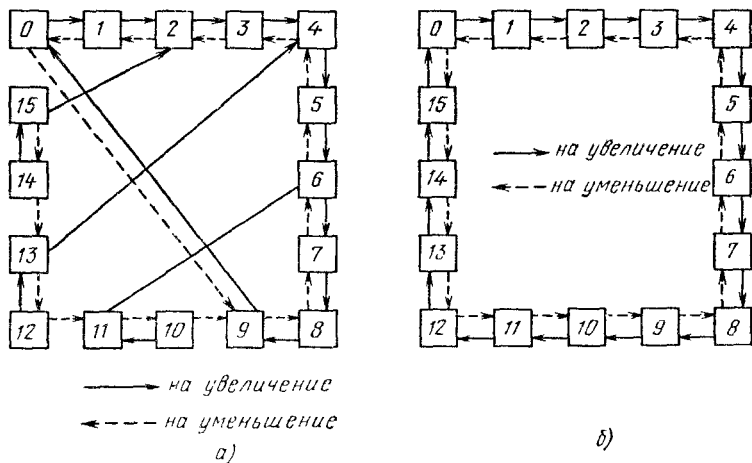 0 1 2 3 4
15 5
14 6
13 7
12 11 10 9 8
на увеличение
на уменьшение
а)
0 1 2 3 4
15 5
14 6
13 7
12 11 10 9 8
на увеличение
на уменьшение
б)